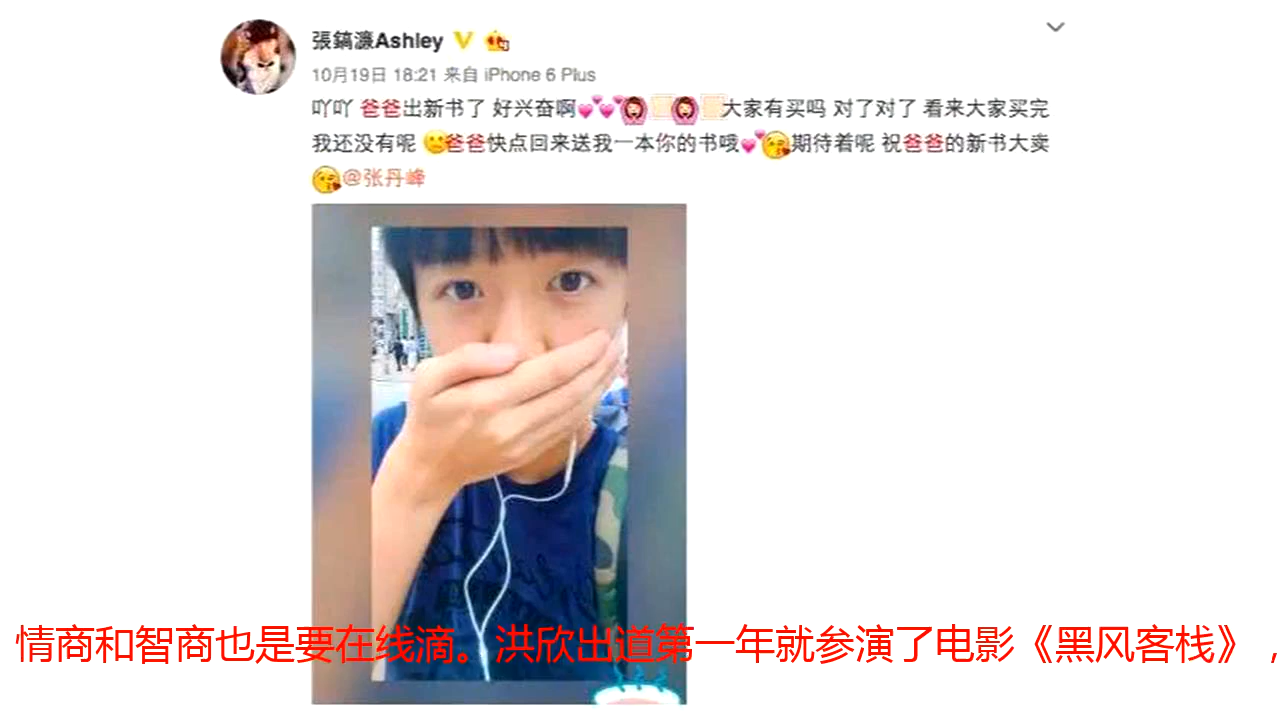 張鎬濂Ashley
10月19日 18:21 来自 iPhone 6 Plus
吖吖 爸爸出新书了 好兴奋啊大家有买吗 对了对了 看来大家买完
我还没有呢 爸爸快点回来送我一本你的书哦期待着呢 祝爸爸的新书大卖
@张丹峰
情商和智商也是要在线滴。洪欣出道第一年就参演了电影《黑风客栈》，